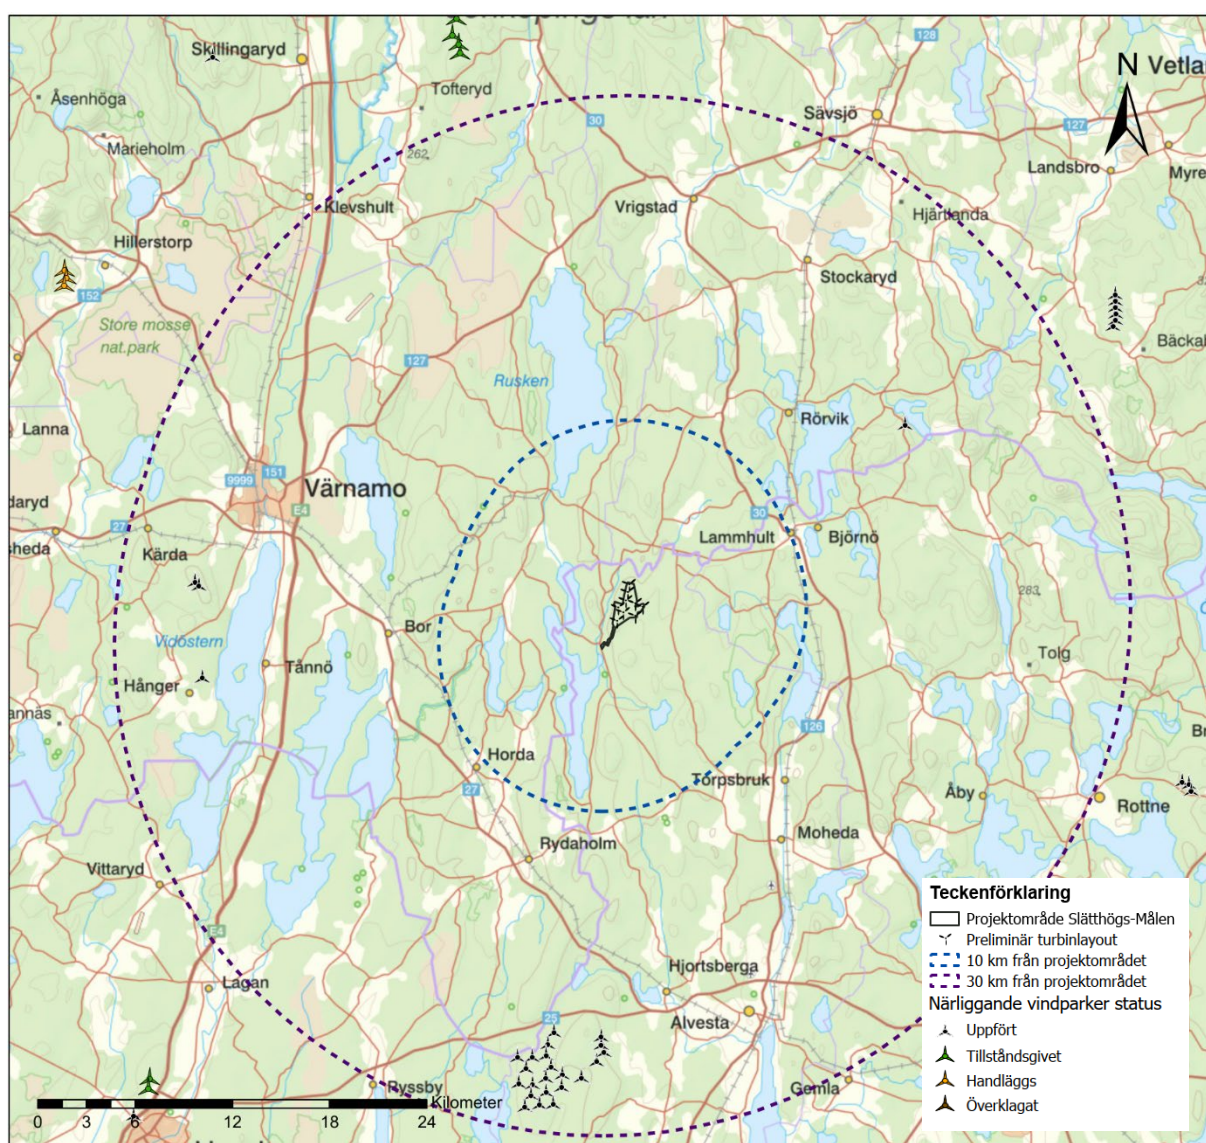 Skillingaryd
128
N
Vetla
Åsenhöga
Tofteryd
Sävsjö
30
127
Marieholm
262
Landsbro
Myre
Klevshult
Vrigstad
Hjärtlanda
Hillerstorp
Stockaryd
152
Store mosse
nat.park
Bäckal
127
Rusken
Lanna
Rörvik
151
9999
Värnamo
daryd
E4
30
27
sheda
Kärda
Lammhult
Björnö
283
Vidöstern
Bor
Tånnö
Tolg
Hånger
annäs
126
Br
Horda
27
Torpsbruk
Åby
Rottne
Rydaholm
Moheda
Vittaryd
E4
Lagan
Hjortsberga
25
Alvesta
Ryssby
Gemla
Kilometer
0 3 6 12 18 24
Teckenförklaring
Projektområde Slätthögs-Målen
Preliminär turbinlayout
10 km från projektområdet
30 km från projektområdet
Närliggande vindparker status
Uppfört
Tillståndsgivet
Handläggs
Överklagat